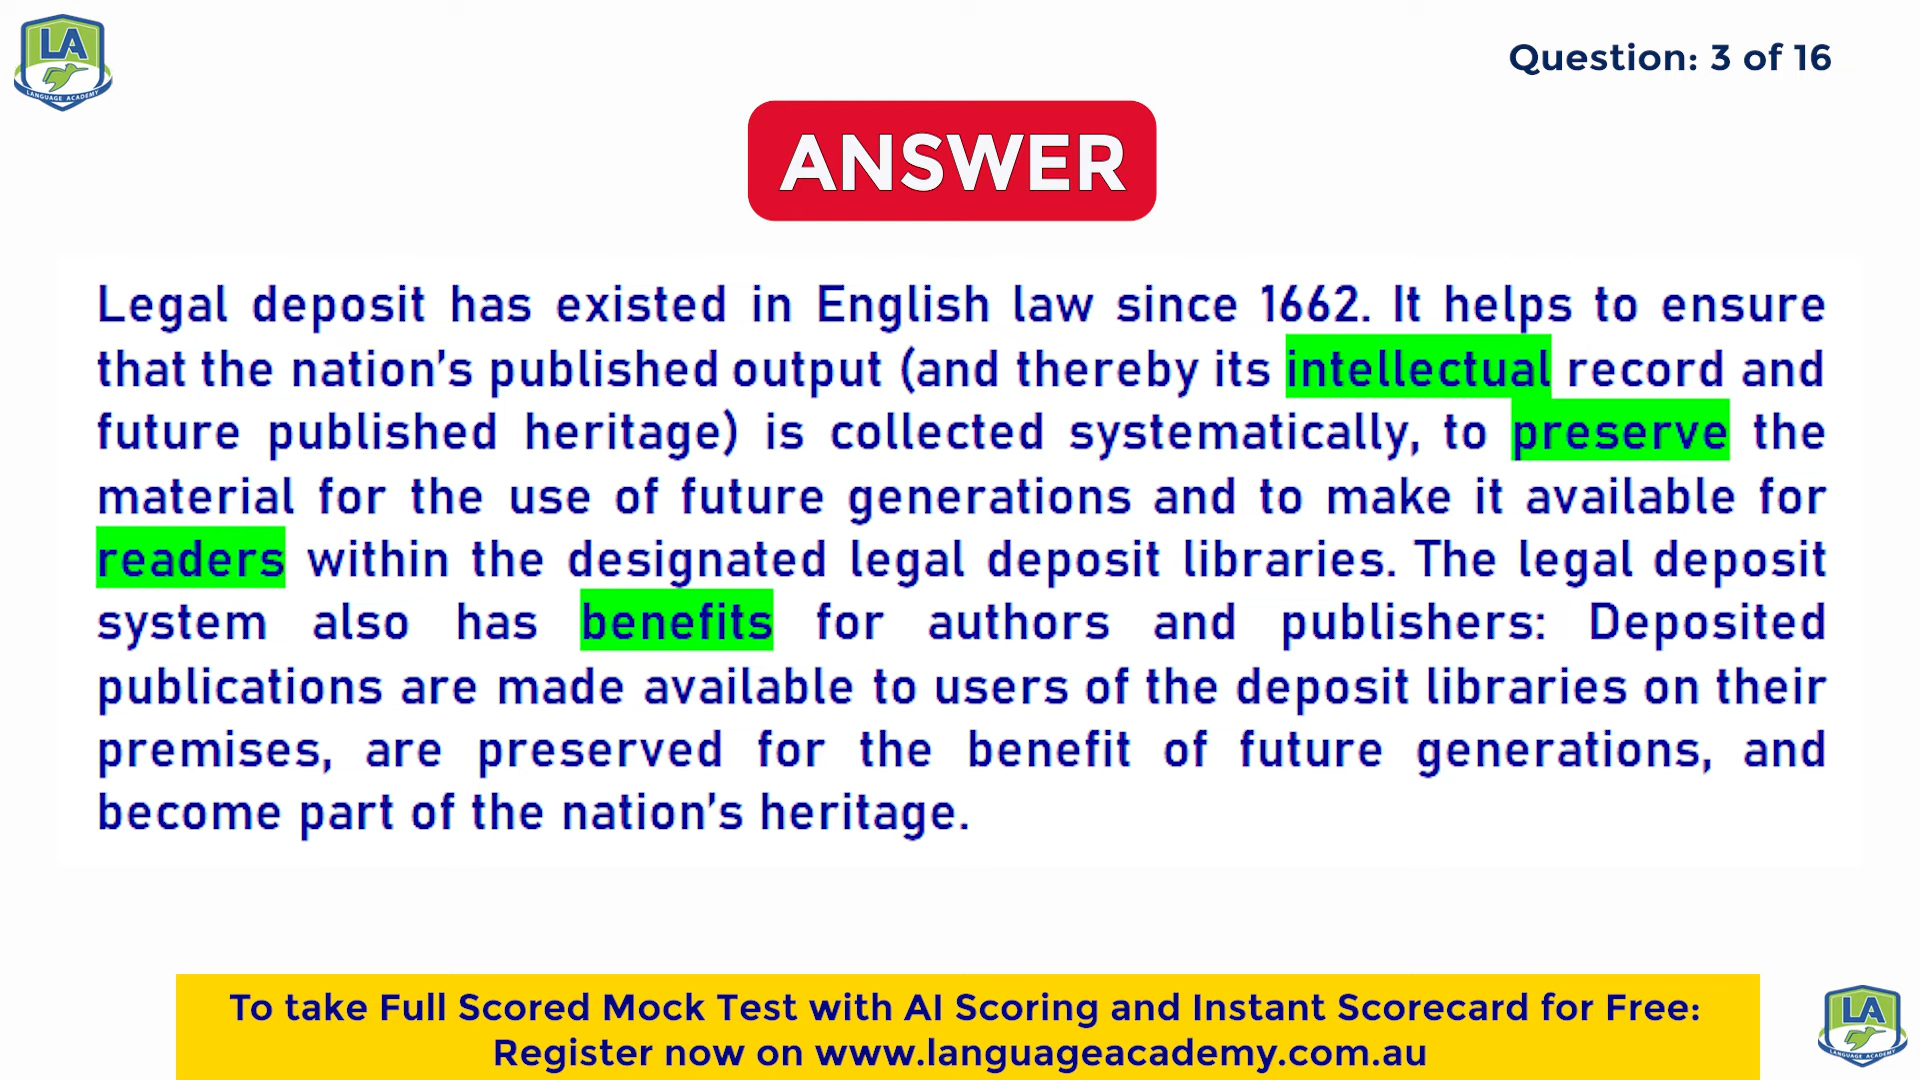 LA
LANGUAGE ACADEMY
Question: 3 of 16
ANSWER
Legal deposit has existed in English law since 1662. It helps to ensure
that the nation's published output (and thereby its intellectual record and
future published heritage) is collected systematically, to preserve the
material for the use of future generations and to make it available for
readers within the designated legal deposit libraries. The legal deposit
system also has benefits for authors and publishers: Deposited
publications are made available to users of the deposit libraries on their
premises, are preserved for the benefit of future generations, and
become part of the nation's heritage.
To take Full Scored Mock Test with AI Scoring and Instant Scorecard for Free:
Register now on www.languageacademy.com.au
LA
LANGUAGE ACADEMY